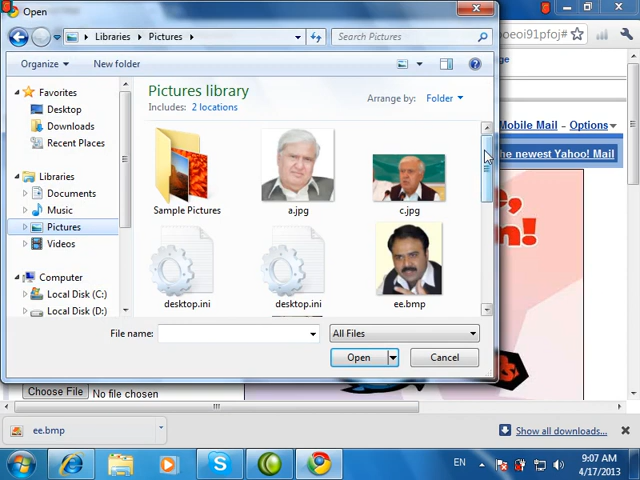 Open
Libraries
Pictures
Search Pictures
Organize
New folder
Favorites
Desktop
Downloads
Recent Places
Libraries
Documents
Music
Pictures
Videos
Computer
Local Disk (C:)
Local Disk (D:)
Pictures library
Includes: 2 locations
Arrange by: Folder
Sample Pictures
a.jpg
c.jpg
desktop.ini
desktop.ini
ee.bmp
File name:
All Files
Open
Cancel
oeoi91pfoj#
Mobile Mail - Options
he newest Yahoo! Mail
Choose File No file chosen
ee.bmp
Show all downloads...
EN
9:07 AM
4/17/2013